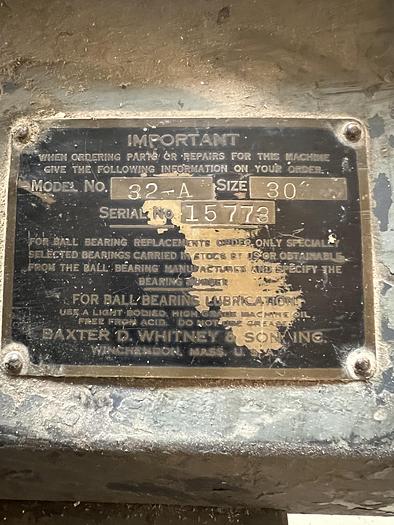 IMPORTANT
WHEN ORDERING PARTS OR REPAIRS FOR THIS MACHINE
GIVE THE FOLLOWING INFORMATION ON YOUR ORDER.
MODEL NO. 32-A SIZE 30"
SERIAL NO. 15773
FOR BALL BEARING REPLACEMENTS ORDER ONLY SPECIALLY
SELECTED BEARINGS CARRIED IN STOCK BY US OR OBTAINABLE
FROM THE BALL BEARING MANUFACTURERS AND SPECIFY THE
BEARING NUMBER
FOR BALL BEARING LUBRICATION
USE A LIGHT BODIED, HIGH GRADE MACHINE OIL
FREE FROM ACID. DO NOT USE GREASE
BAXTER D. WHITNEY & SON, INC.
WINCHENDON, MASS. U.